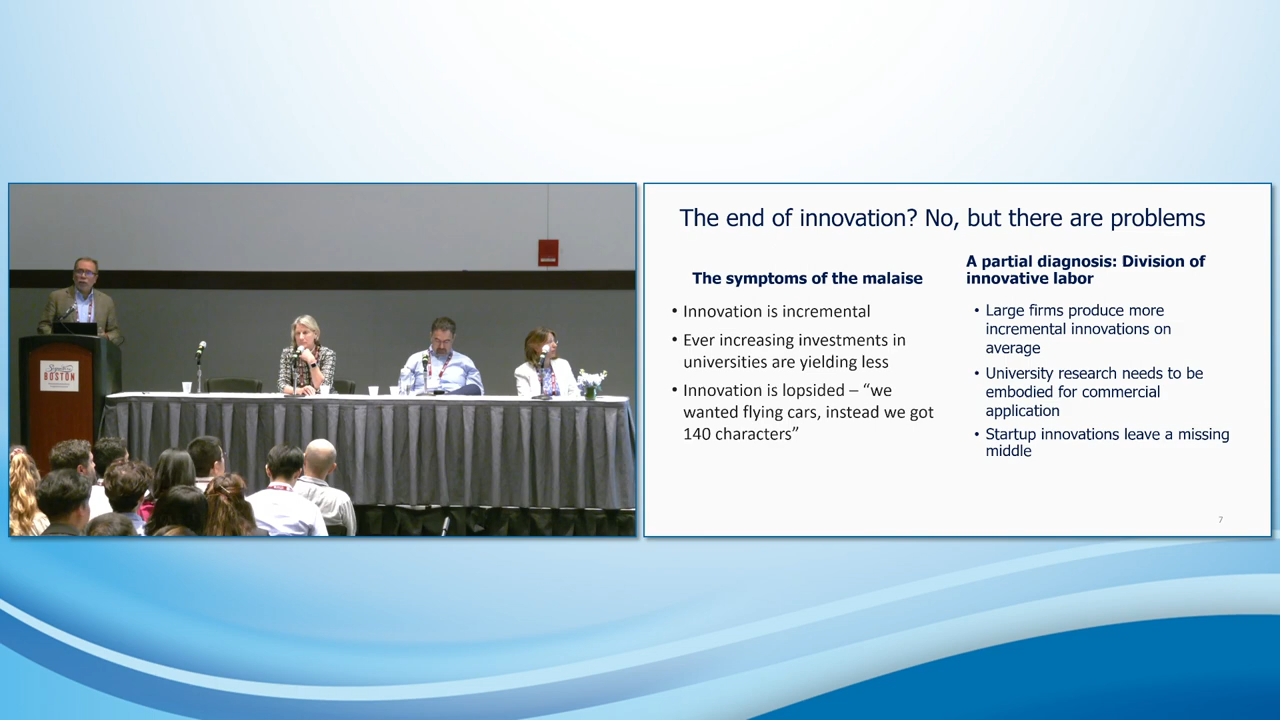 BOSTON
The end of innovation? No, but there are problems
The symptoms of the malaise
• Innovation is incremental
• Ever increasing investments in
universities are yielding less
• Innovation is lopsided – “we
wanted flying cars, instead we got
140 characters”
A partial diagnosis: Division of
innovative labor
• Large firms produce more
incremental innovations on
average
• University research needs to be
embodied for commercial
application
• Startup innovations leave a missing
middle
7